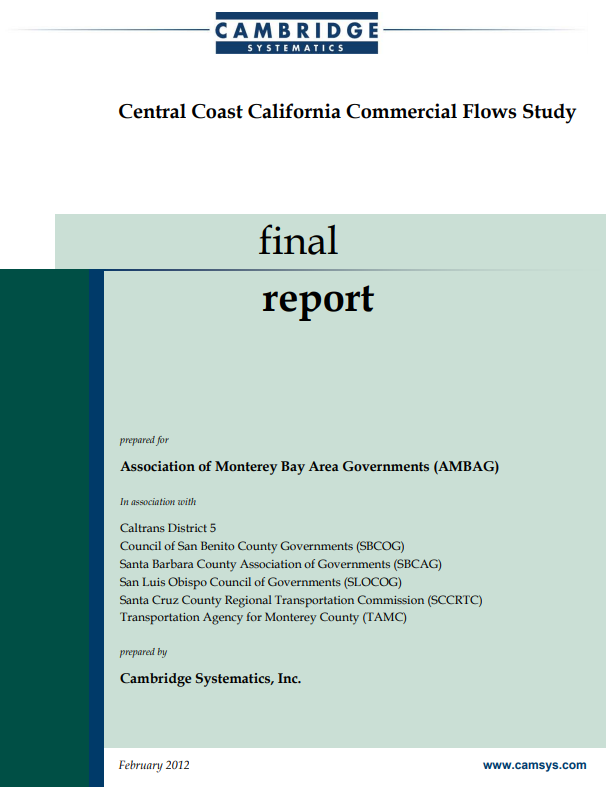 CAMBRIDGE
SYSTEMATICS
Central Coast California Commercial Flows Study
final
report
prepared for
Association of Monterey Bay Area Governments (AMBAG)
In association with
Caltrans District 5
Council of San Benito County Governments (SBCOG)
Santa Barbara County Association of Governments (SBCAG)
San Luis Obispo Council of Governments (SLOCOG)
Santa Cruz County Regional Transportation Commission (SCCRTC)
Transportation Agency for Monterey County (TAMC)
prepared by
Cambridge Systematics, Inc.
February 2012
www.camsys.com